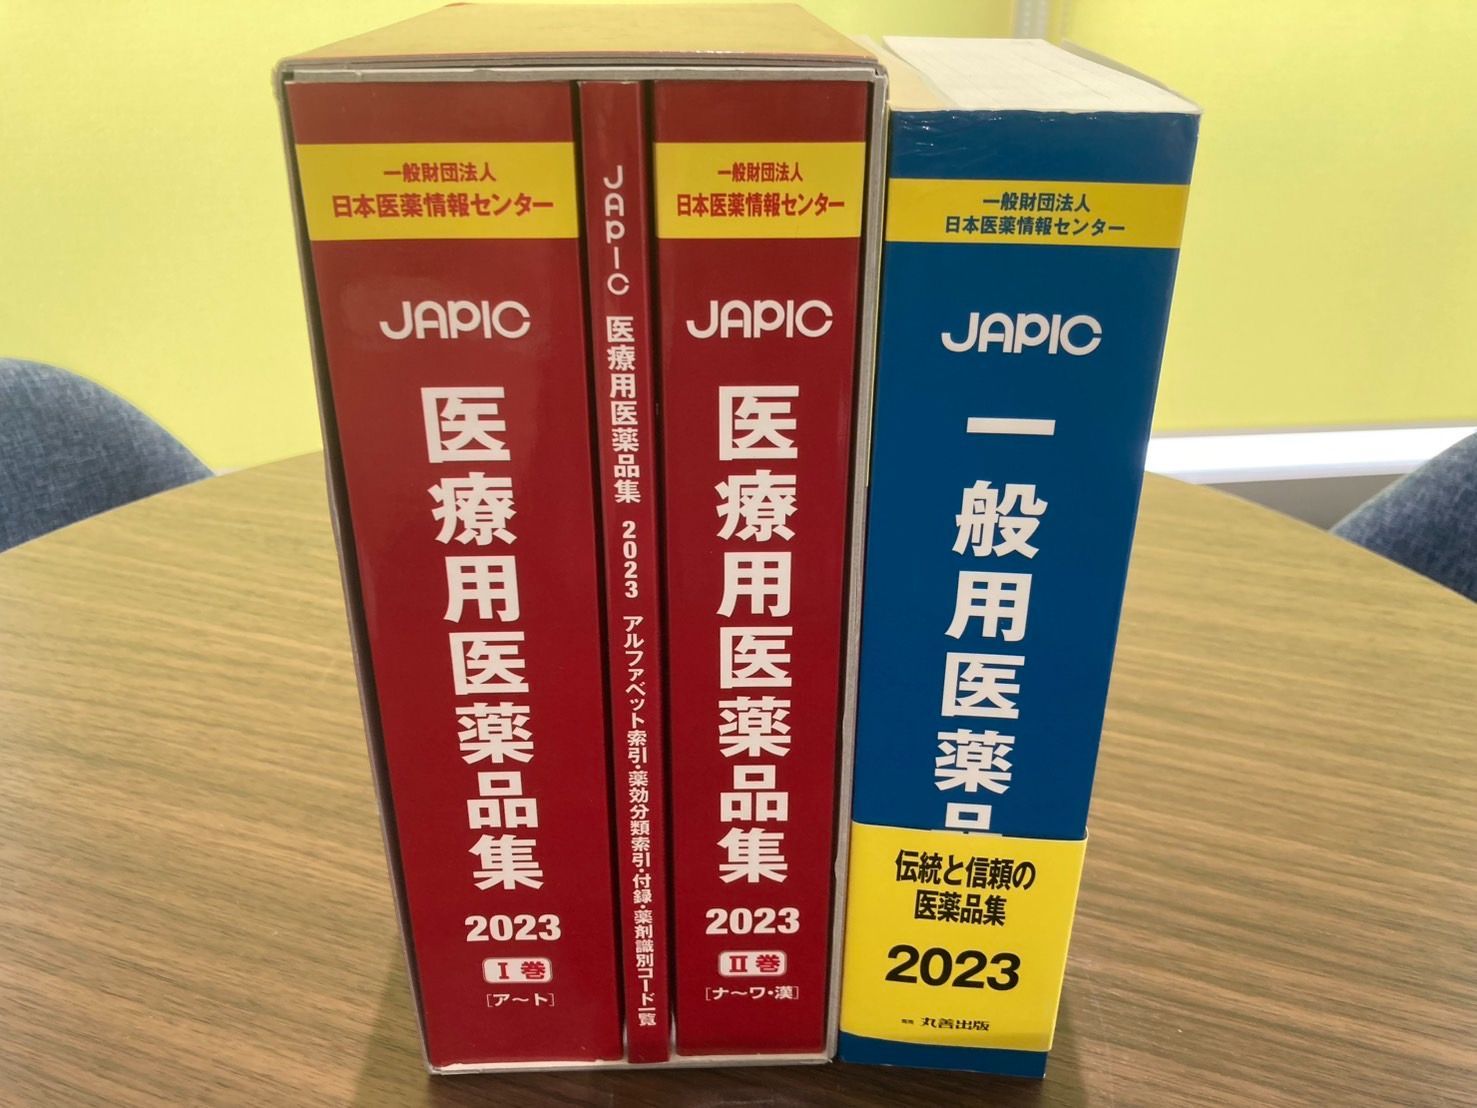 一般財団法人
日本医薬情報センター
JAPIC
医療用医薬品集
2023
I巻
[ア〜ト]
JAPIC 医療用医薬品集 2023 アルファベット索引・薬効分類索引・付録・薬剤識別コード一覧
一般財団法人
日本医薬情報センター
JAPIC
医療用医薬品集
2023
II巻
[ナ〜ワ・漢]
一般財団法人
日本医薬情報センター
JAPIC
一般用医薬品
伝統と信頼の
医薬品集
2023
発売 丸善出版